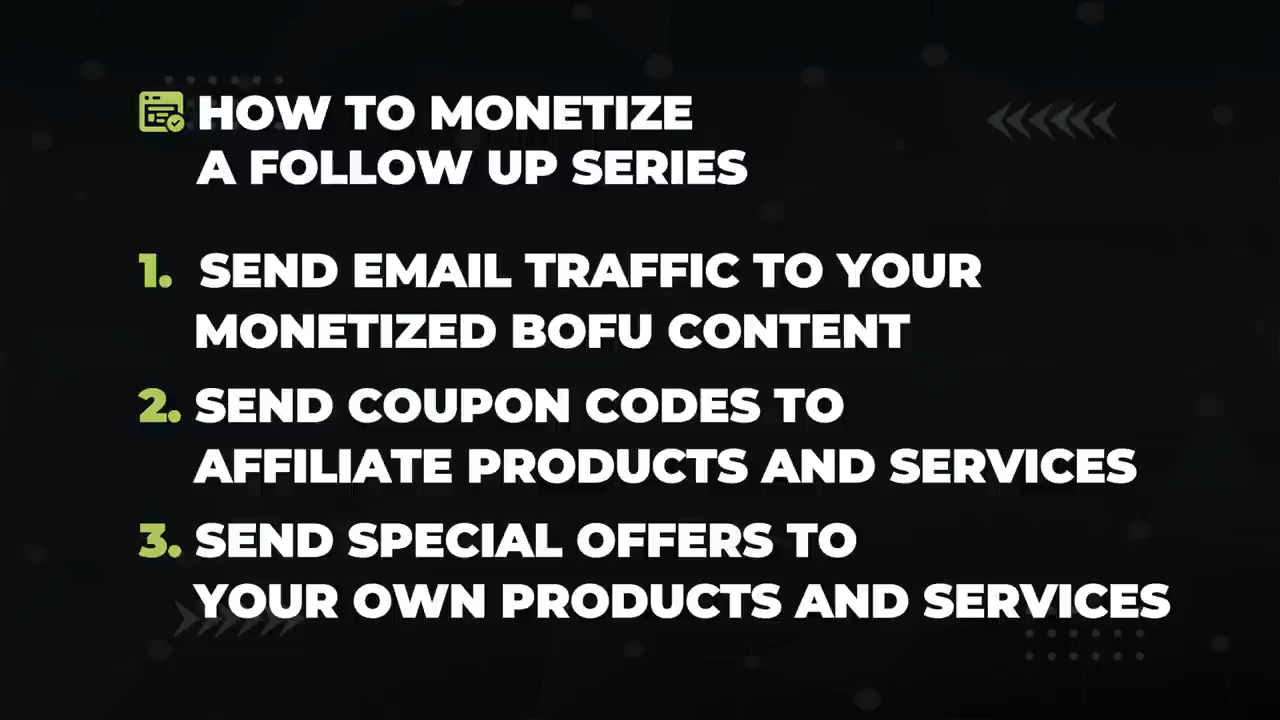 HOW TO MONETIZE
A FOLLOW UP SERIES
1. SEND EMAIL TRAFFIC TO YOUR
MONETIZED BOFU CONTENT
2. SEND COUPON CODES TO
AFFILIATE PRODUCTS AND SERVICES
3. SEND SPECIAL OFFERS TO
YOUR OWN PRODUCTS AND SERVICES